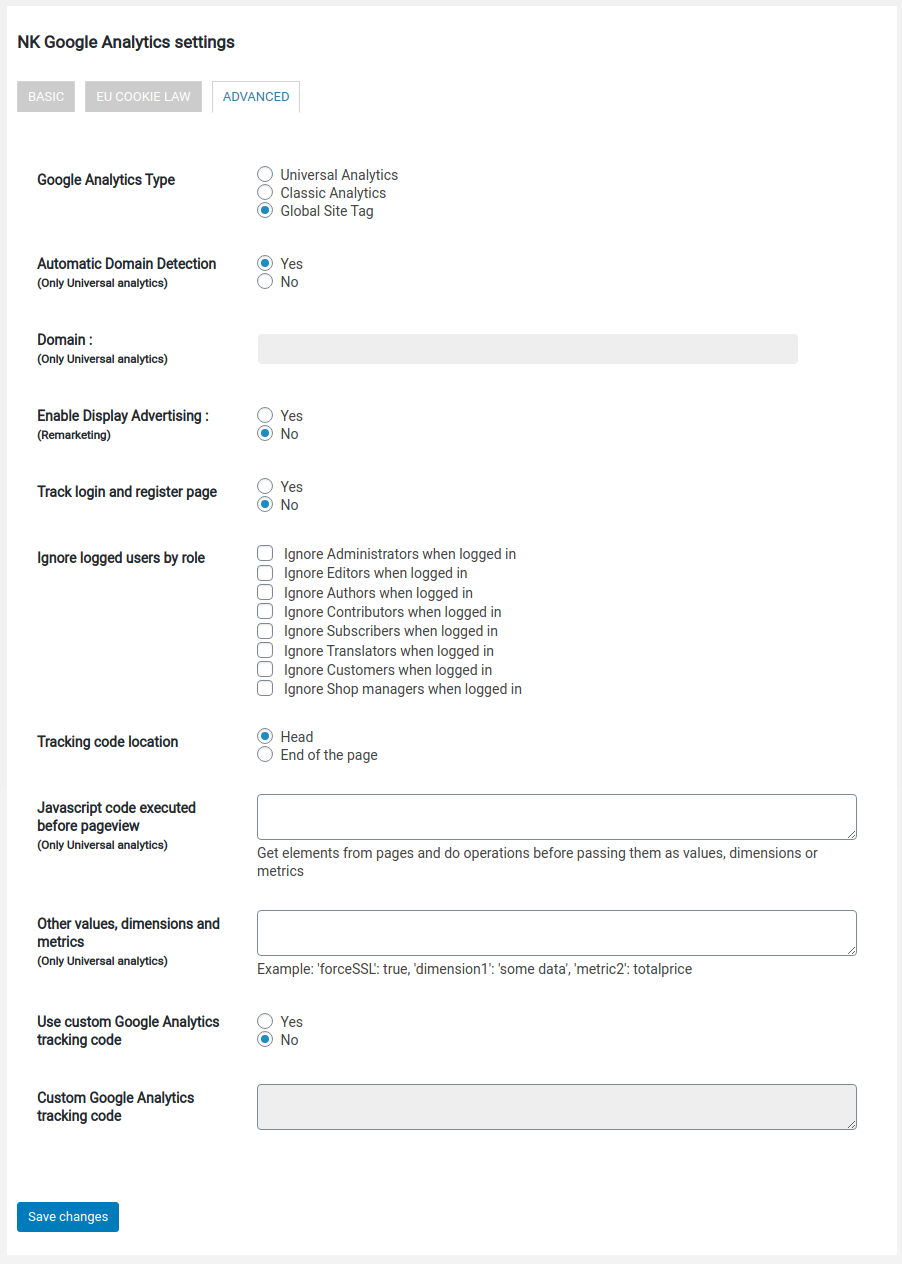 NK Google Analytics settings
BASIC
EU COOKIE LAW
ADVANCED
Google Analytics Type
Universal Analytics
Classic Analytics
Global Site Tag
Automatic Domain Detection
(Only Universal analytics)
Yes
No
Domain :
(Only Universal analytics)
Enable Display Advertising :
(Remarketing)
Yes
No
Track login and register page
Yes
No
Ignore logged users by role
Ignore Administrators when logged in
Ignore Editors when logged in
Ignore Authors when logged in
Ignore Contributors when logged in
Ignore Subscribers when logged in
Ignore Translators when logged in
Ignore Customers when logged in
Ignore Shop managers when logged in
Tracking code location
Head
End of the page
Javascript code executed
before pageview
(Only Universal analytics)
Get elements from pages and do operations before passing them as values, dimensions or
metrics
Other values, dimensions and
metrics
(Only Universal analytics)
Example: 'forceSSL': true, 'dimension1': 'some data', 'metric2': totalprice
Use custom Google Analytics
tracking code
Yes
No
Custom Google Analytics
tracking code
Save changes